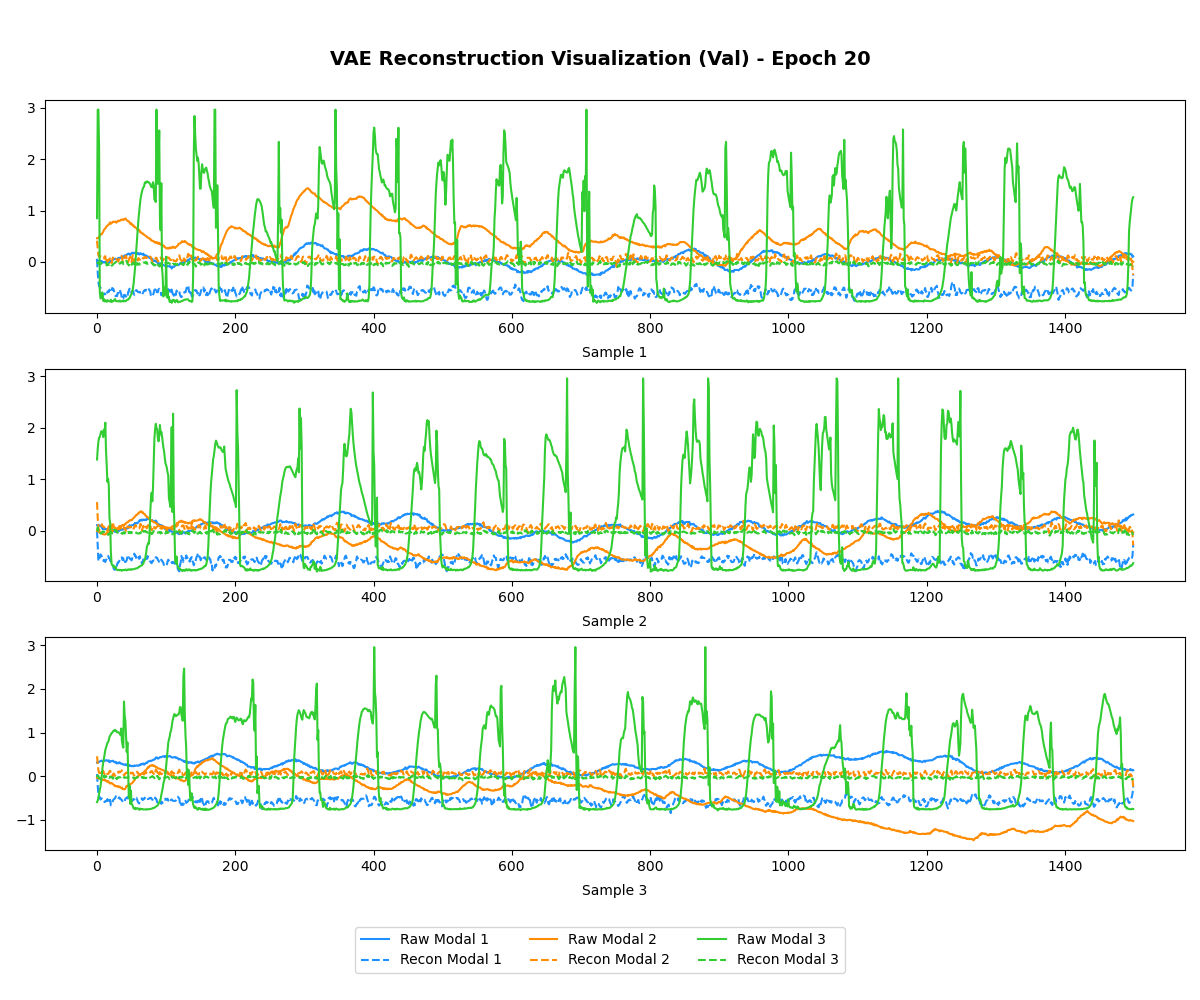 VAE Reconstruction Visualization (Val) - Epoch 20
3
2
1
0
0 200 400 600 800 1000 1200 1400
Sample 1
3
2
1
0
0 200 400 600 800 1000 1200 1400
Sample 2
3
2
1
0
−1
0 200 400 600 800 1000 1200 1400
Sample 3
Raw Modal 1 Raw Modal 2 Raw Modal 3
Recon Modal 1 Recon Modal 2 Recon Modal 3